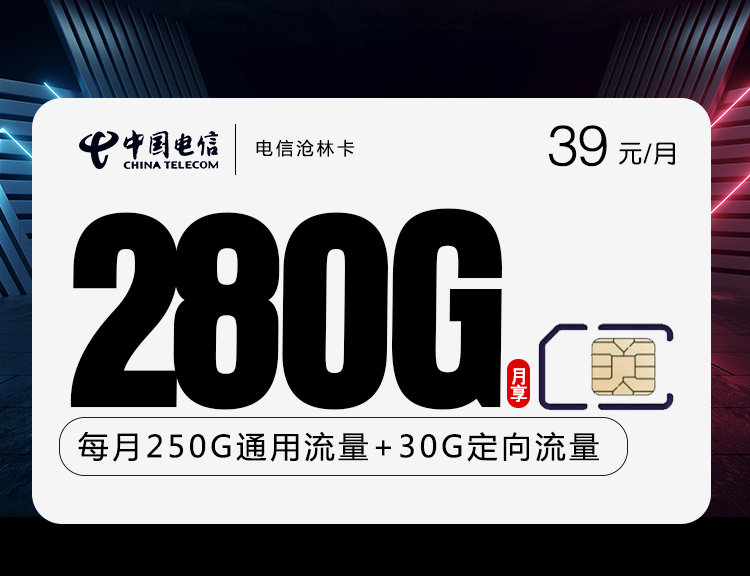 中国电信
CHINA TELECOM
电信沧林卡
39 元/月
280G
月享
每月250G通用流量+30G定向流量